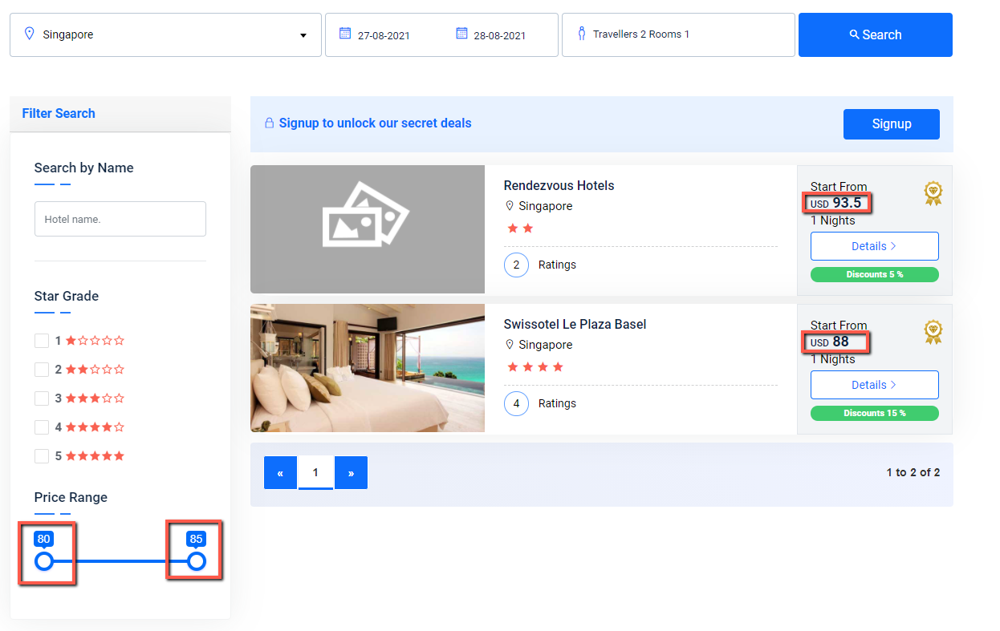 Singapore
27-08-2021
28-08-2021
Travellers 2 Rooms 1
Search
Filter Search
Search by Name
Hotel name.
Star Grade
1
2
3
4
5
Price Range
80
85
Signup to unlock our secret deals
Signup
Rendezvous Hotels
Singapore
2 Ratings
Start From
USD 93.5
1 Nights
Details
Discounts 5 %
Swissotel Le Plaza Basel
Singapore
4 Ratings
Start From
USD 88
1 Nights
Details
Discounts 15 %
« 1 »
1 to 2 of 2